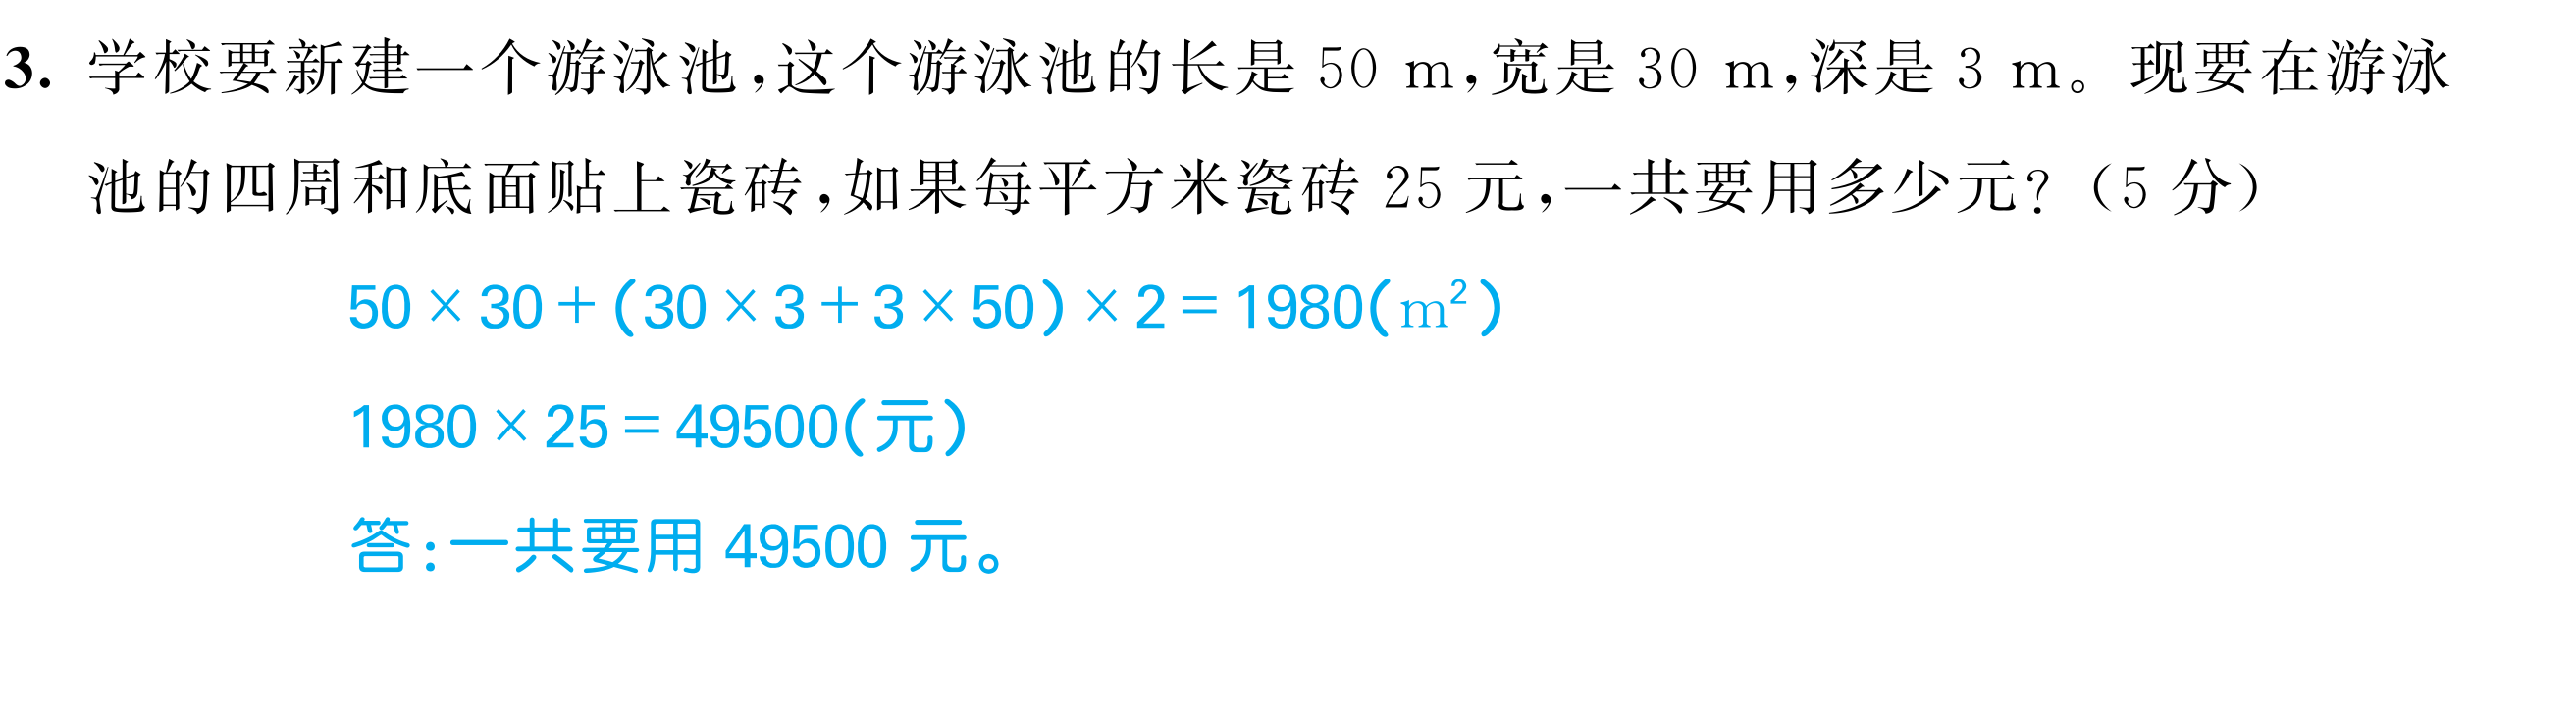 3. 学校要新建一个游泳池,这个游泳池的长是 50 m,宽是 30 m,深是 3 m。现要在游泳
池的四周和底面贴上瓷砖,如果每平方米瓷砖 25 元,一共要用多少元?(5 分)
50×30+(30×3+3×50)×2=1980(m²)
1980×25=49500(元)
答:一共要用 49500 元。